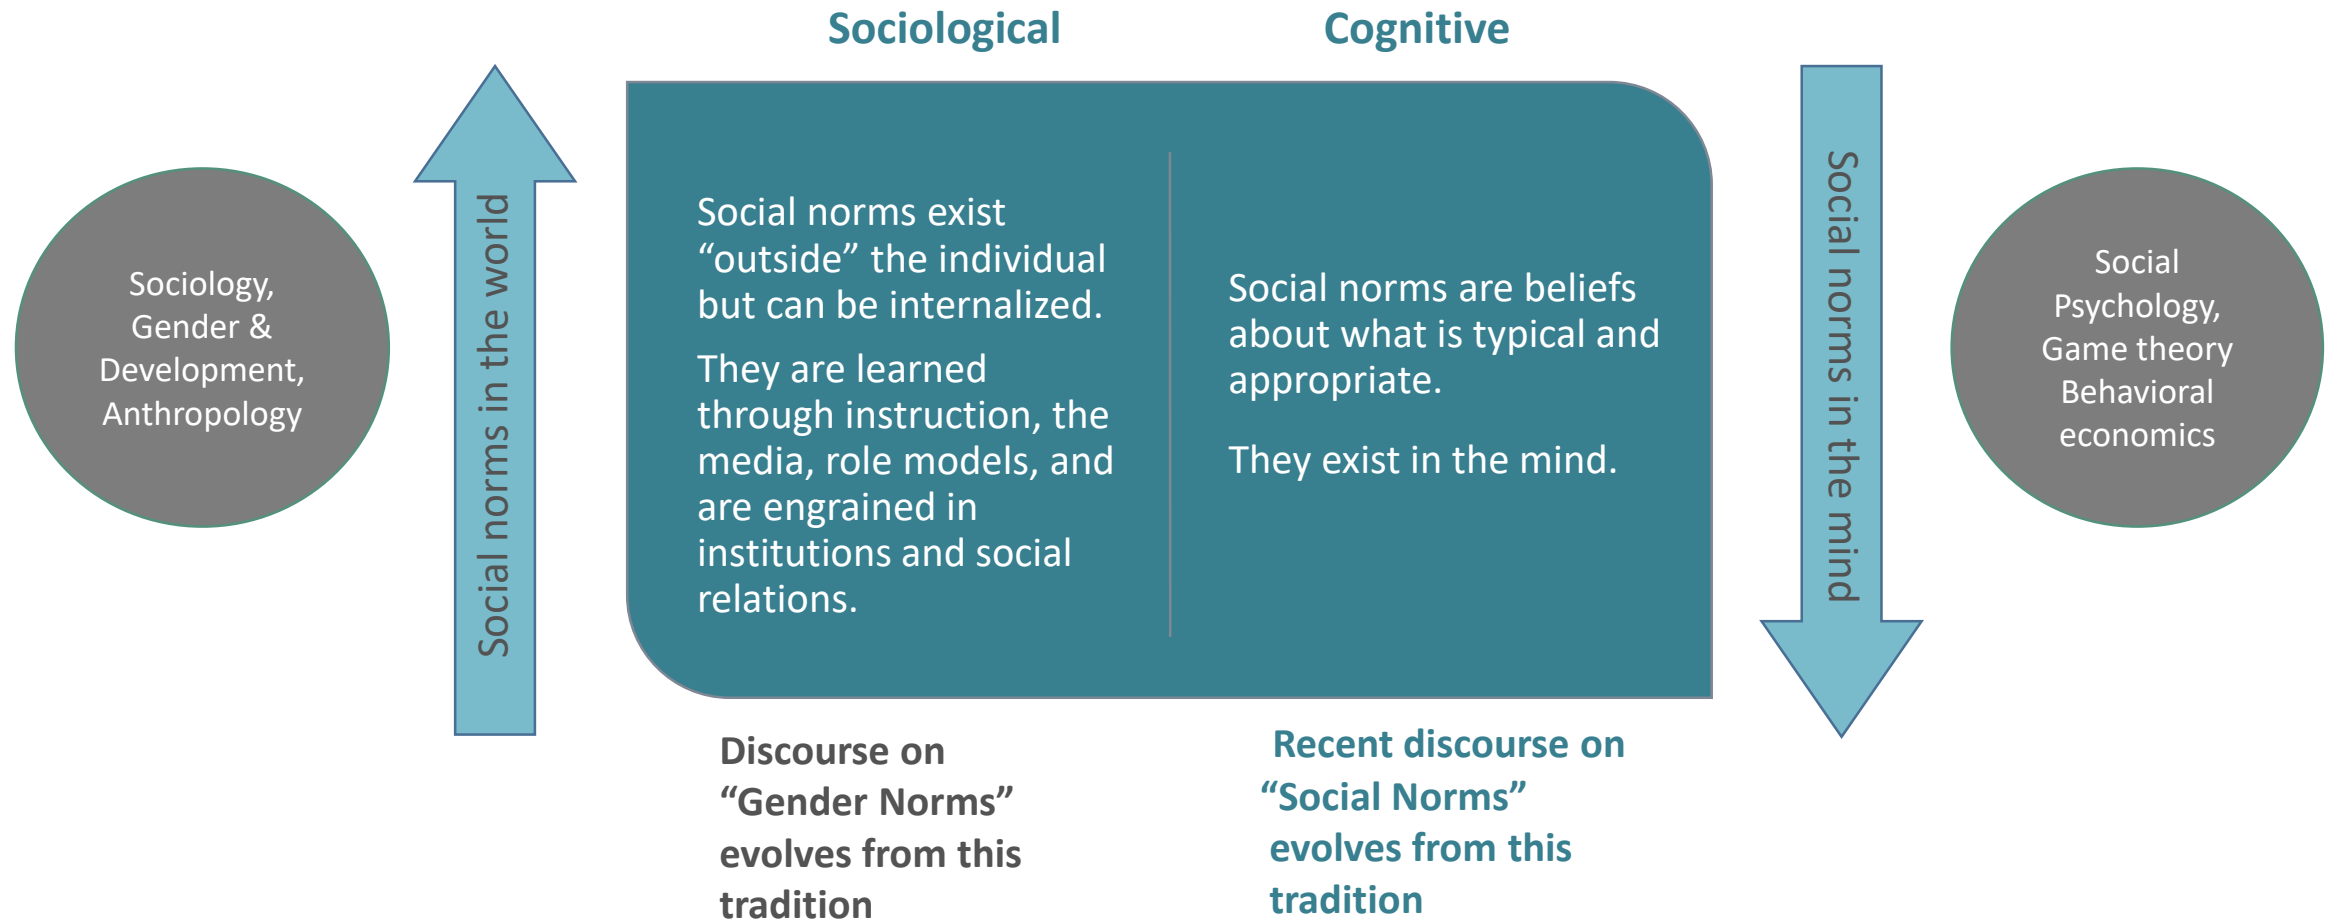 Sociological
Cognitive
Sociology,
Gender &
Development,
Anthropology
Social norms in the world
Social norms exist
“outside” the individual
but can be internalized.
They are learned
through instruction, the
media, role models, and
are engrained in
institutions and social
relations.
Social norms are beliefs
about what is typical and
appropriate.
They exist in the mind.
Social norms in the mind
Social
Psychology,
Game theory
Behavioral
economics
Discourse on
“Gender Norms”
evolves from this
tradition
Recent discourse on
“Social Norms”
evolves from this
tradition